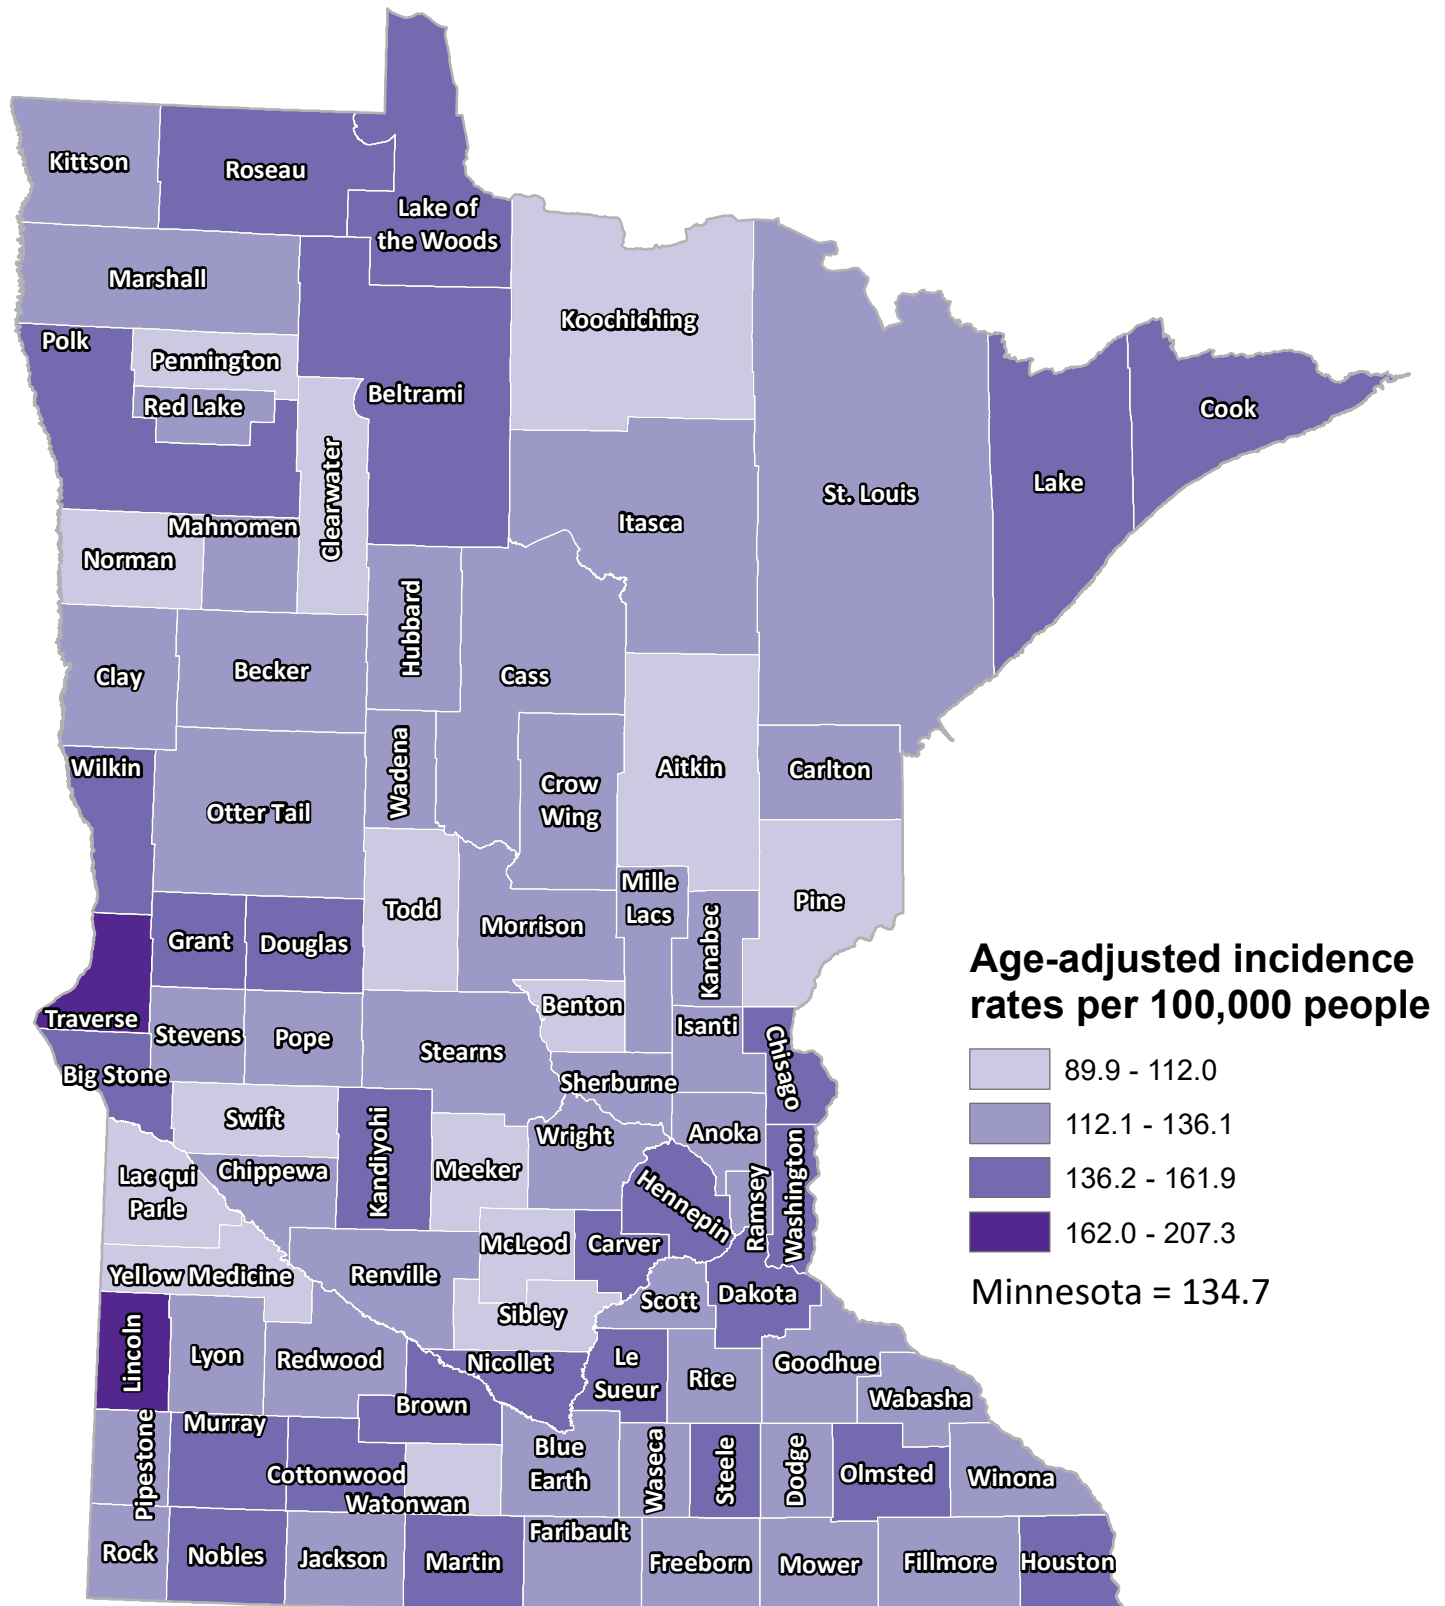 Kittson
Roseau
Lake of
the Woods
Marshall
Koochiching
Polk
Pennington
Beltrami
Red Lake
Cook
Clearwater
Lake
St. Louis
Itasca
Mahnomen
Norman
Hubbard
Clay
Becker
Cass
Wilkin
Wadena
Aitkin
Carlton
Otter Tail
Crow
Wing
Mille
Lacs
Pine
Todd
Morrison
Kanabec
Grant
Douglas
Age-adjusted incidence
rates per 100,000 people
Benton
Traverse
Stevens
Pope
Isanti
Stearns
Chisago
Big Stone
Sherburne
89.9 - 112.0
Swift
Kandiyohi
Wright
Anoka
112.1 - 136.1
Lac qui
Parle
Chippewa
Meeker
Hennepin
Ramsey
Washington
136.2 - 161.9
McLeod
Carver
162.0 - 207.3
Yellow Medicine
Renville
Scott
Dakota
Minnesota = 134.7
Sibley
Lincoln
Lyon
Redwood
Nicollet
Le
Sueur
Rice
Goodhue
Wabasha
Brown
Murray
Pipestone
Cottonwood
Watonwan
Blue
Earth
Waseca
Steele
Dodge
Olmsted
Winona
Rock
Nobles
Jackson
Martin
Faribault
Freeborn
Mower
Fillmore
Houston